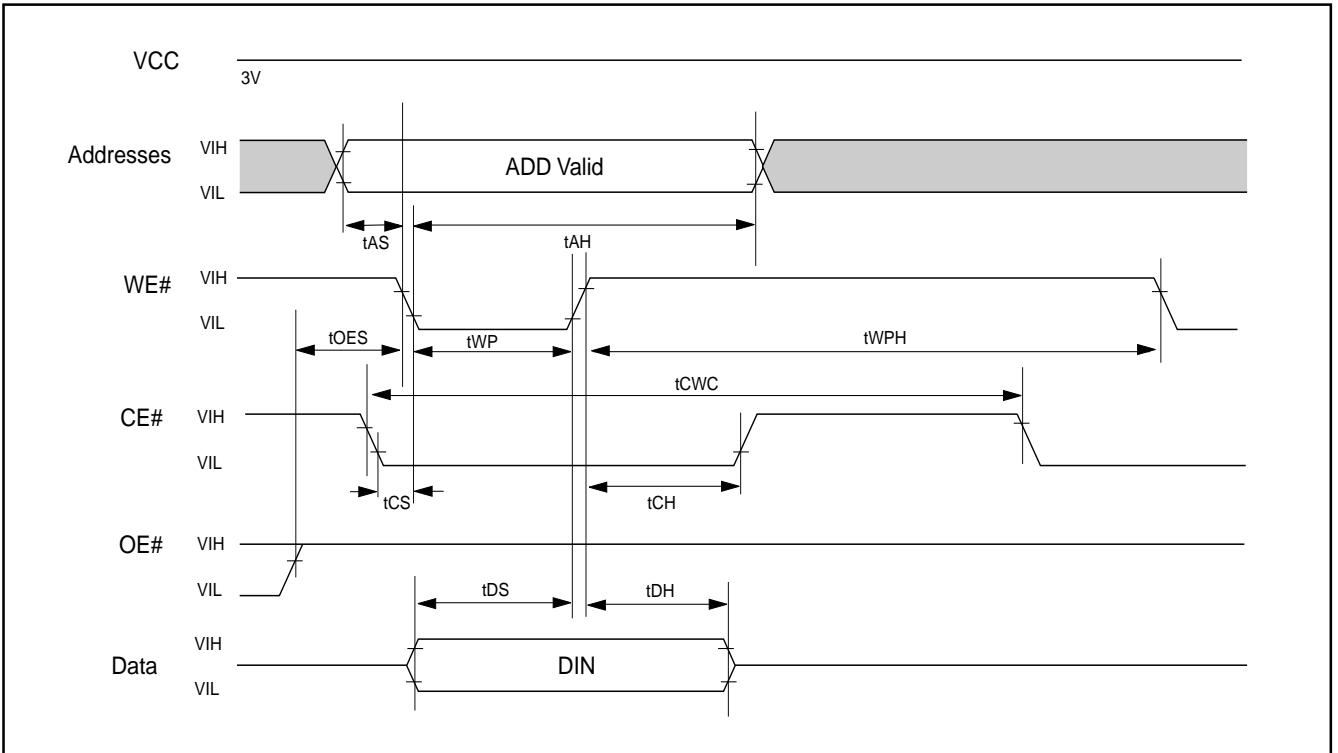 VCC
3V
Addresses
VIH
ADD Valid
VIL
tAS
tAH
WE#
VIH
VIL
tOES
tWP
tWPH
tCWC
CE#
VIH
VIL
tCS
tCH
OE#
VIH
VIL
tDS
tDH
VIH
Data
DIN
VIL